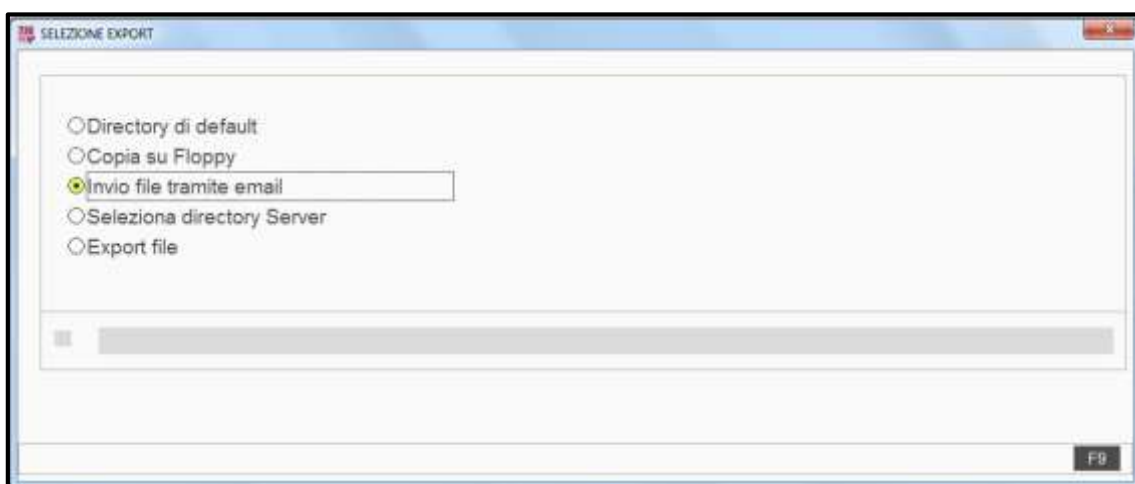 SELEZIONE EXPORT
Directory di default
Copia su Floppy
Invio file tramite email
Seleziona directory Server
Export file
F9